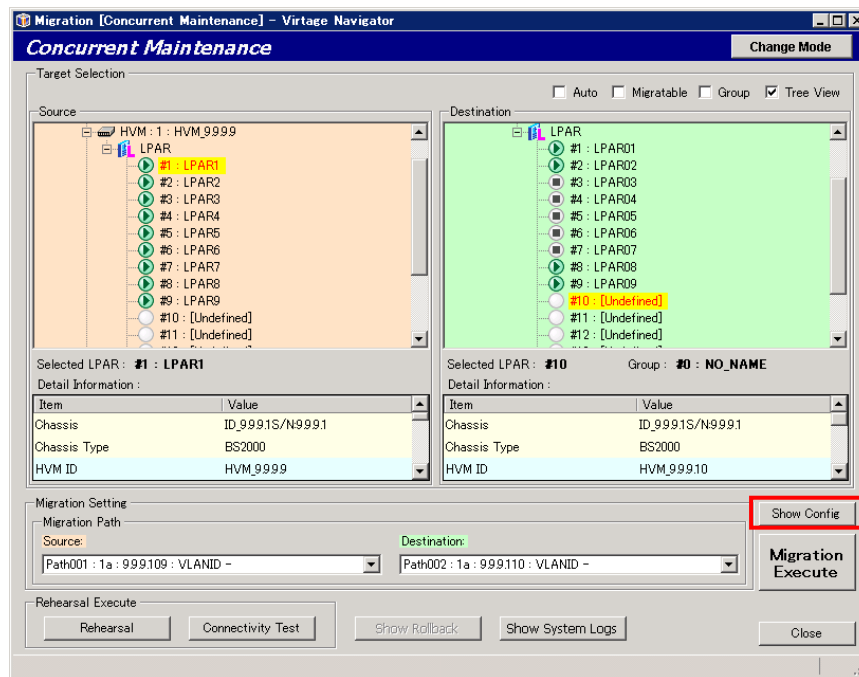 Migration [Concurrent Maintenance] - Virtage Navigator
Concurrent Maintenance
Change Mode
Target Selection
Auto Migratable Group Tree View
Source
HVM : 1 : HVM_9.9.9.9
LPAR
#1 : LPAR1
#2 : LPAR2
#3 : LPAR3
#4 : LPAR4
#5 : LPAR5
#6 : LPAR6
#7 : LPAR7
#8 : LPAR8
#9 : LPAR9
#10 : [Undefined]
#11 : [Undefined]
Selected LPAR : #1 : LPAR1
Detail Information :
Item Value
Chassis ID_9.9.9.1S/N:9.9.9.1
Chassis Type BS2000
HVM ID HVM_9.9.9.9
Destination
LPAR
#1 : LPAR01
#2 : LPAR02
#3 : LPAR03
#4 : LPAR04
#5 : LPAR05
#6 : LPAR06
#7 : LPAR07
#8 : LPAR08
#9 : LPAR09
#10 : [Undefined]
#11 : [Undefined]
#12 : [Undefined]
Selected LPAR : #10 Group : #0 : NO_NAME
Detail Information :
Item Value
Chassis ID_9.9.9.1S/N:9.9.9.1
Chassis Type BS2000
HVM ID HVM_9.9.9.10
Migration Setting
Migration Path
Source:
Path001 : 1a : 9.9.9.109 : VLANID -
Destination:
Path002 : 1a : 9.9.9.110 : VLANID -
Show Config
Migration
Execute
Rehearsal Execute
Rehearsal
Connectivity Test
Show Rollback
Show System Logs
Close